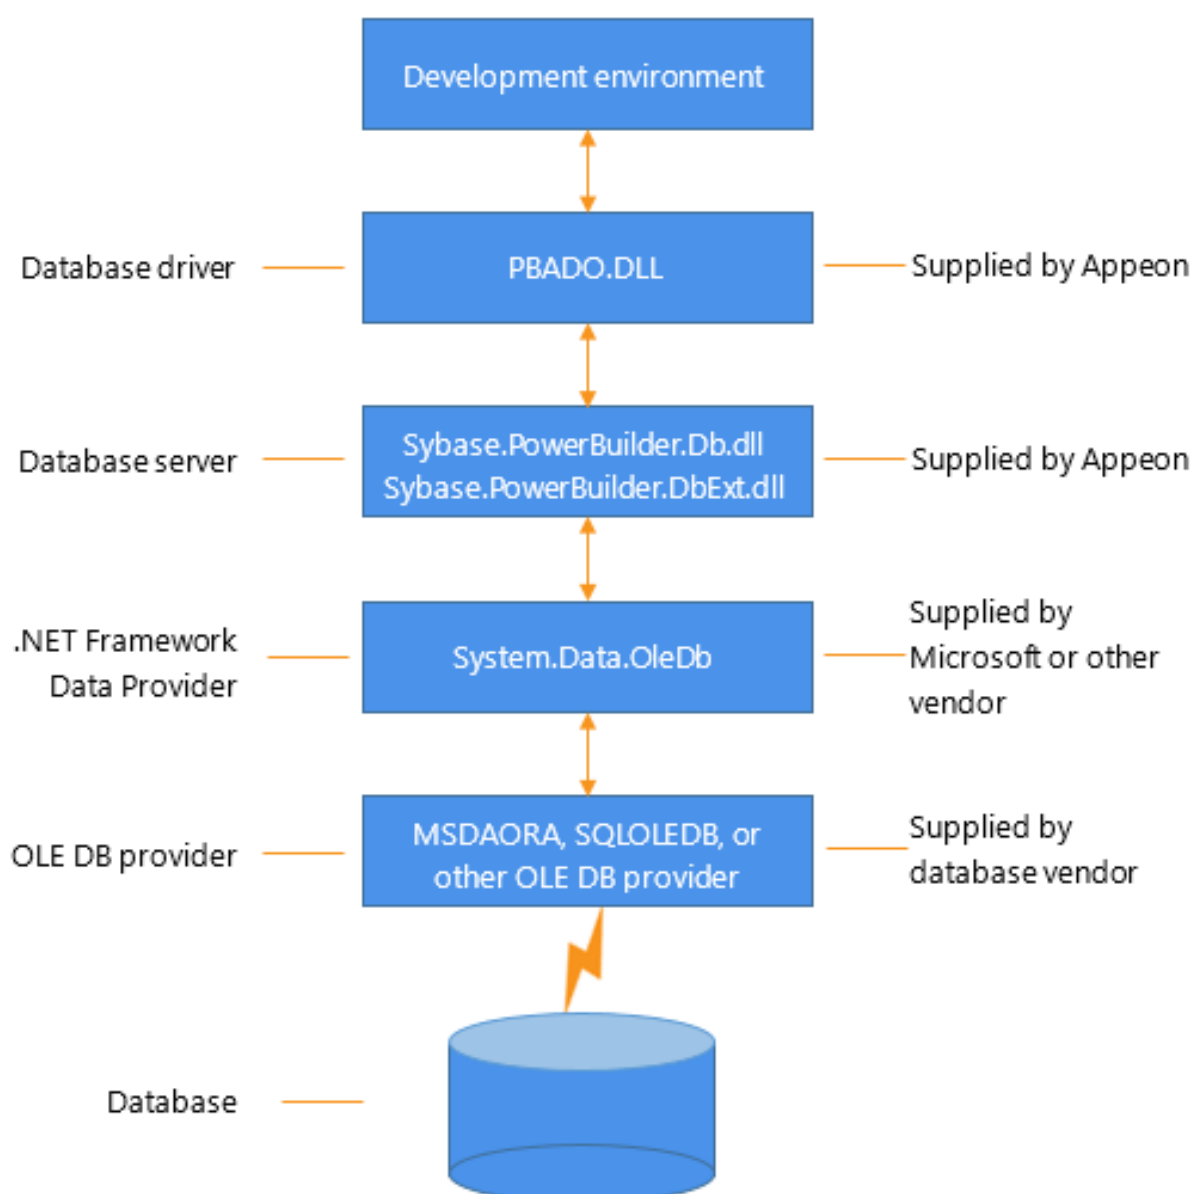 Development environment
Database driver
PBADO.DLL
Supplied by Appeon
Database server
Sybase.PowerBuilder.Db.dll
Sybase.PowerBuilder.DbExt.dll
Supplied by Appeon
.NET Framework
Data Provider
System.Data.OleDb
Supplied by
Microsoft or other
vendor
OLE DB provider
MSDAORA, SQLOLEDB, or
other OLE DB provider
Supplied by
database vendor
Database